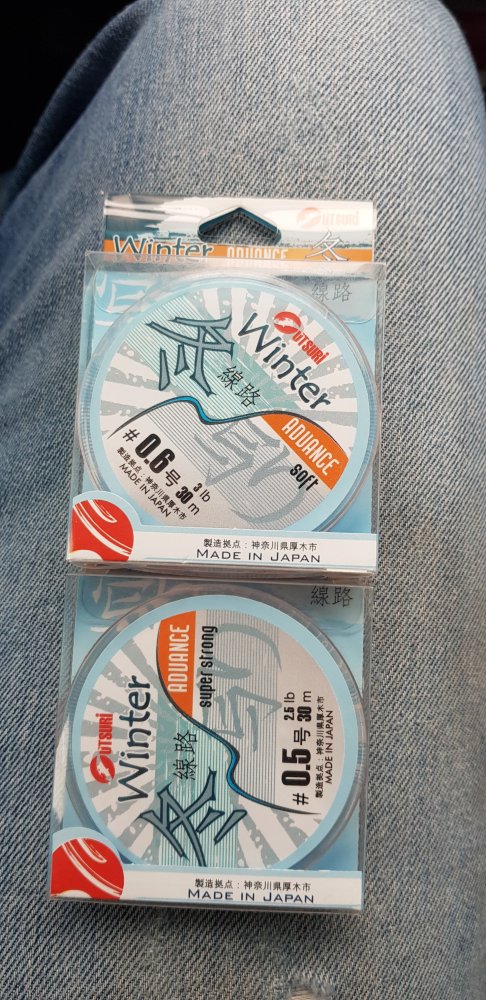 UTSURI
Winter ADVANCE 冬
線路
UTSURI
Winter
冬
線路
ADVANCE
soft
# 0.6 号 3 lb 30 m
製造拠点：神奈川県厚木市
MADE IN JAPAN
製造拠点：神奈川県厚木市
MADE IN JAPAN
線路
UTSURI
Winter
ADVANCE
super strong
冬
線路
# 0.5 号 2.5 lb 30 m
製造拠点：神奈川県厚木市
MADE IN JAPAN
製造拠点：神奈川県厚木市
MADE IN JAPAN